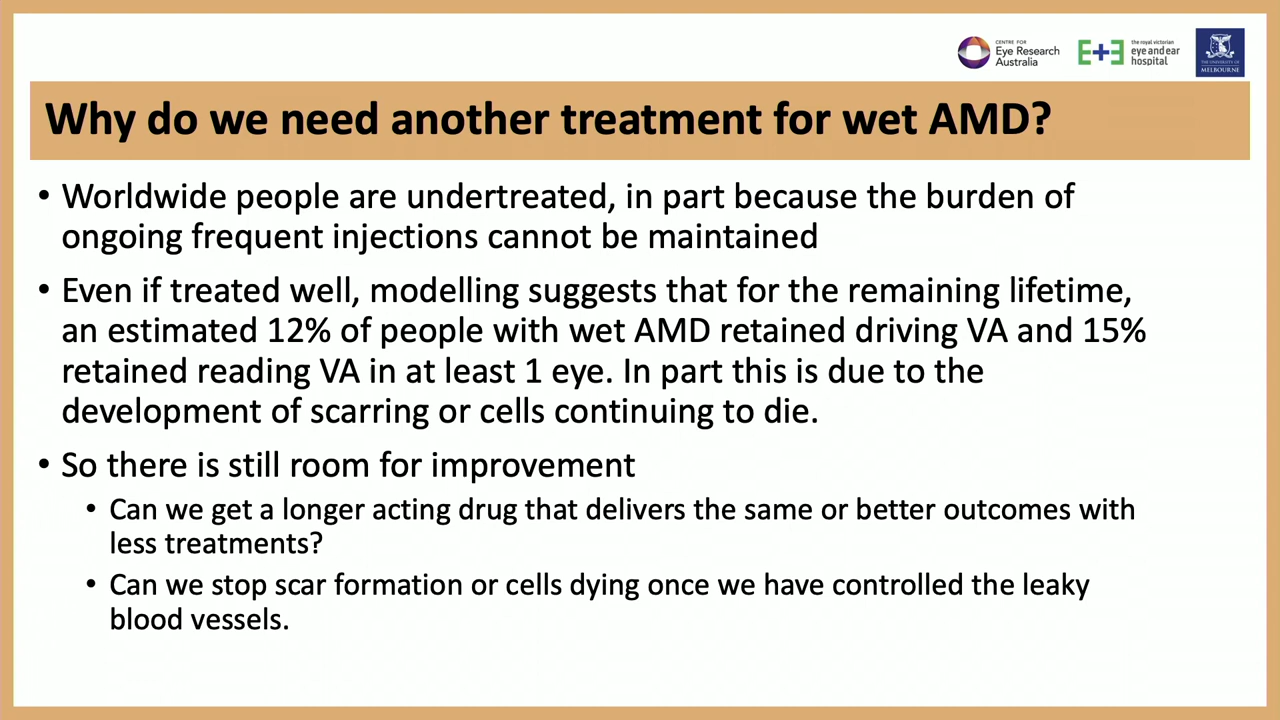 CENTRE FOR
Eye Research
Australia
E+E
the royal victorian
eye and ear
hospital
THE UNIVERSITY OF
MELBOURNE
Why do we need another treatment for wet AMD?
• Worldwide people are undertreated, in part because the burden of
ongoing frequent injections cannot be maintained
• Even if treated well, modelling suggests that for the remaining lifetime,
an estimated 12% of people with wet AMD retained driving VA and 15%
retained reading VA in at least 1 eye. In part this is due to the
development of scarring or cells continuing to die.
• So there is still room for improvement
• Can we get a longer acting drug that delivers the same or better outcomes with
less treatments?
• Can we stop scar formation or cells dying once we have controlled the leaky
blood vessels.